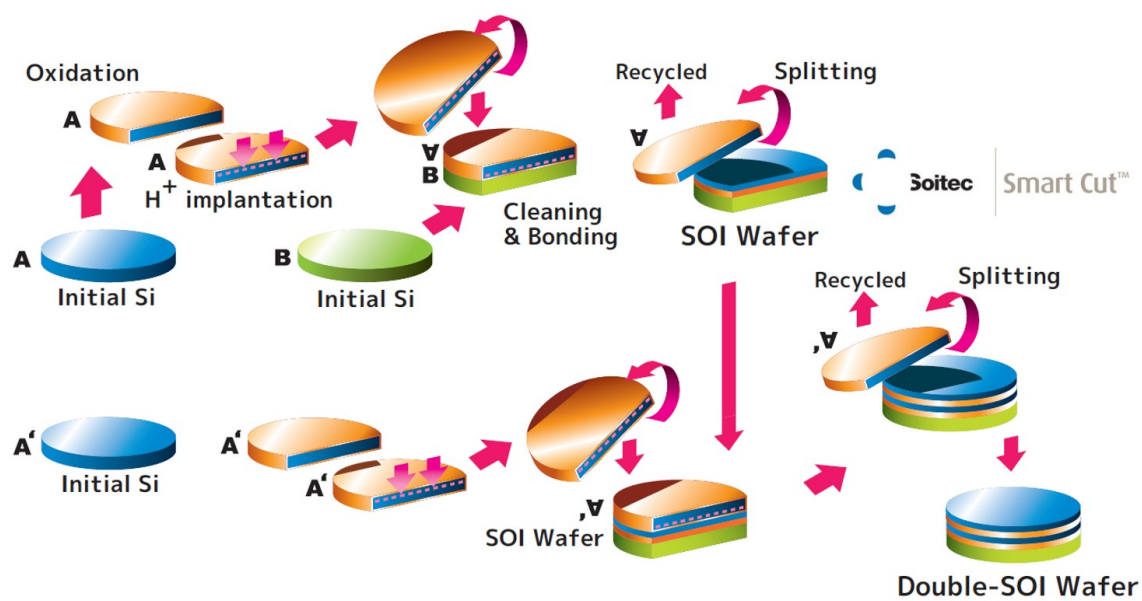 Oxidation
A
A
H+ implantation
A
Initial Si
B
Initial Si
A
B
Cleaning
& Bonding
Recycled
Splitting
A
SOI Wafer
Soitec
Smart Cut™
A‘
Initial Si
A‘
A‘
A‘
SOI Wafer
Recycled
Splitting
A‘
Double-SOI Wafer